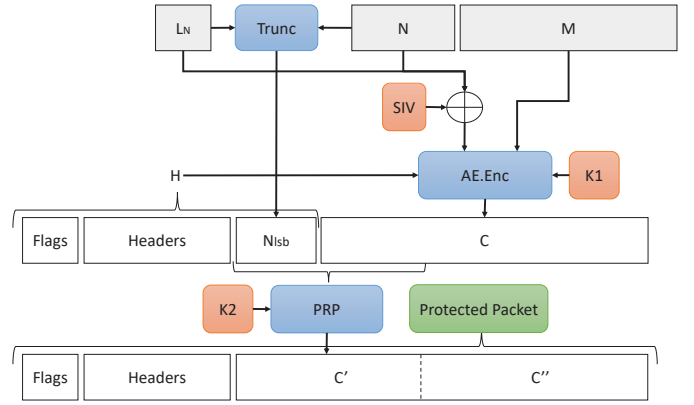 LN
Trunc
N
M
SIV
H
AE.Enc
K1
Flags
Headers
Nlsb
C
K2
PRP
Protected Packet
Flags
Headers
C'
C''